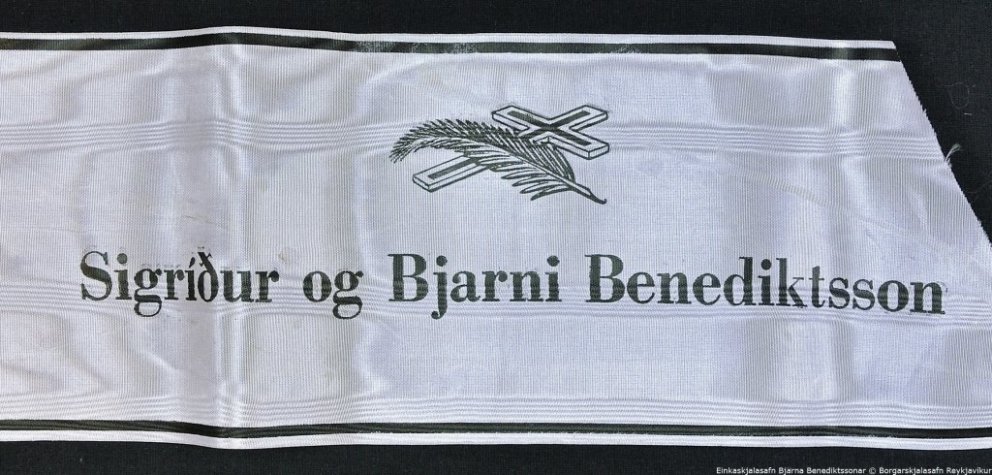 Sigríður og Bjarni Benediktsson
Einkaskjalasafn Bjarna Benediktssonar © Borgarskjalasafn Reykjavíkur